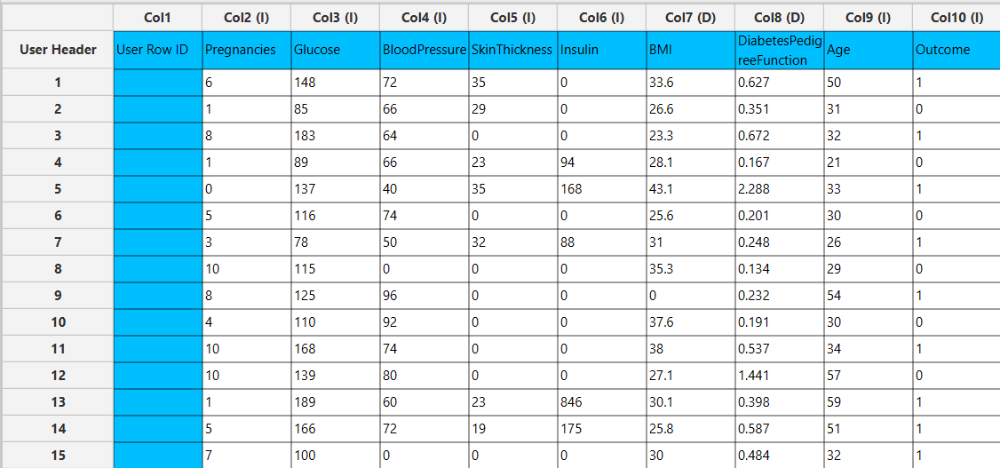 Col1 Col2 (I) Col3 (I) Col4 (I) Col5 (I) Col6 (I) Col7 (D) Col8 (D) Col9 (I) Col10 (I)
User Header User Row ID Pregnancies Glucose BloodPressure SkinThickness Insulin BMI DiabetesPedig Age Outcome
reeFunction
1 6 148 72 35 0 33.6 0.627 50 1
2 1 85 66 29 0 26.6 0.351 31 0
3 8 183 64 0 0 23.3 0.672 32 1
4 1 89 66 23 94 28.1 0.167 21 0
5 0 137 40 35 168 43.1 2.288 33 1
6 5 116 74 0 0 25.6 0.201 30 0
7 3 78 50 32 88 31 0.248 26 1
8 10 115 0 0 0 35.3 0.134 29 0
9 8 125 96 0 0 0 0.232 54 1
10 4 110 92 0 0 37.6 0.191 30 0
11 10 168 74 0 0 38 0.537 34 1
12 10 139 80 0 0 27.1 1.441 57 0
13 1 189 60 23 846 30.1 0.398 59 1
14 5 166 72 19 175 25.8 0.587 51 1
15 7 100 0 0 0 30 0.484 32 1